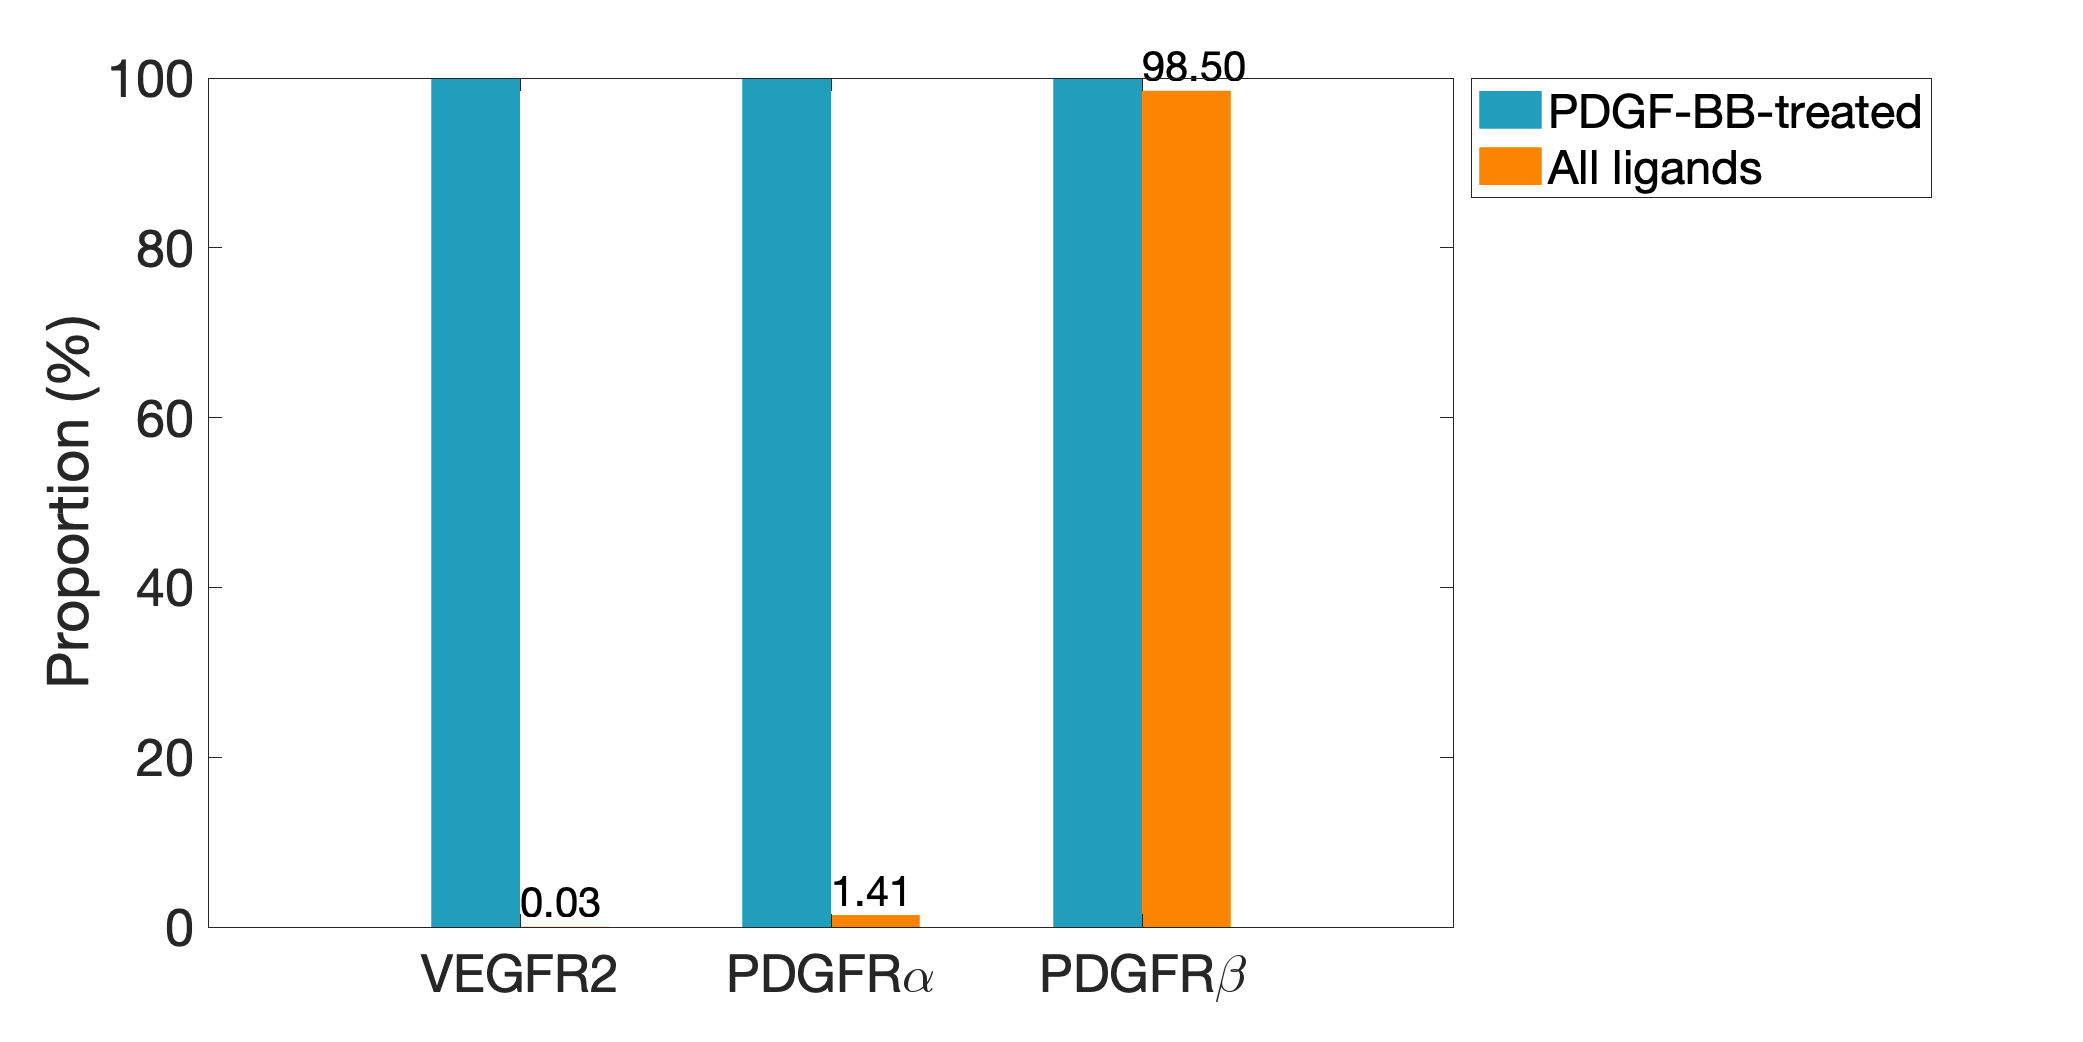 98.50
100
80
60
40
20
0
Proportion (%)
0.03
1.41
VEGFR2
PDGFRα
PDGFRβ
PDGF-BB-treated
All ligands